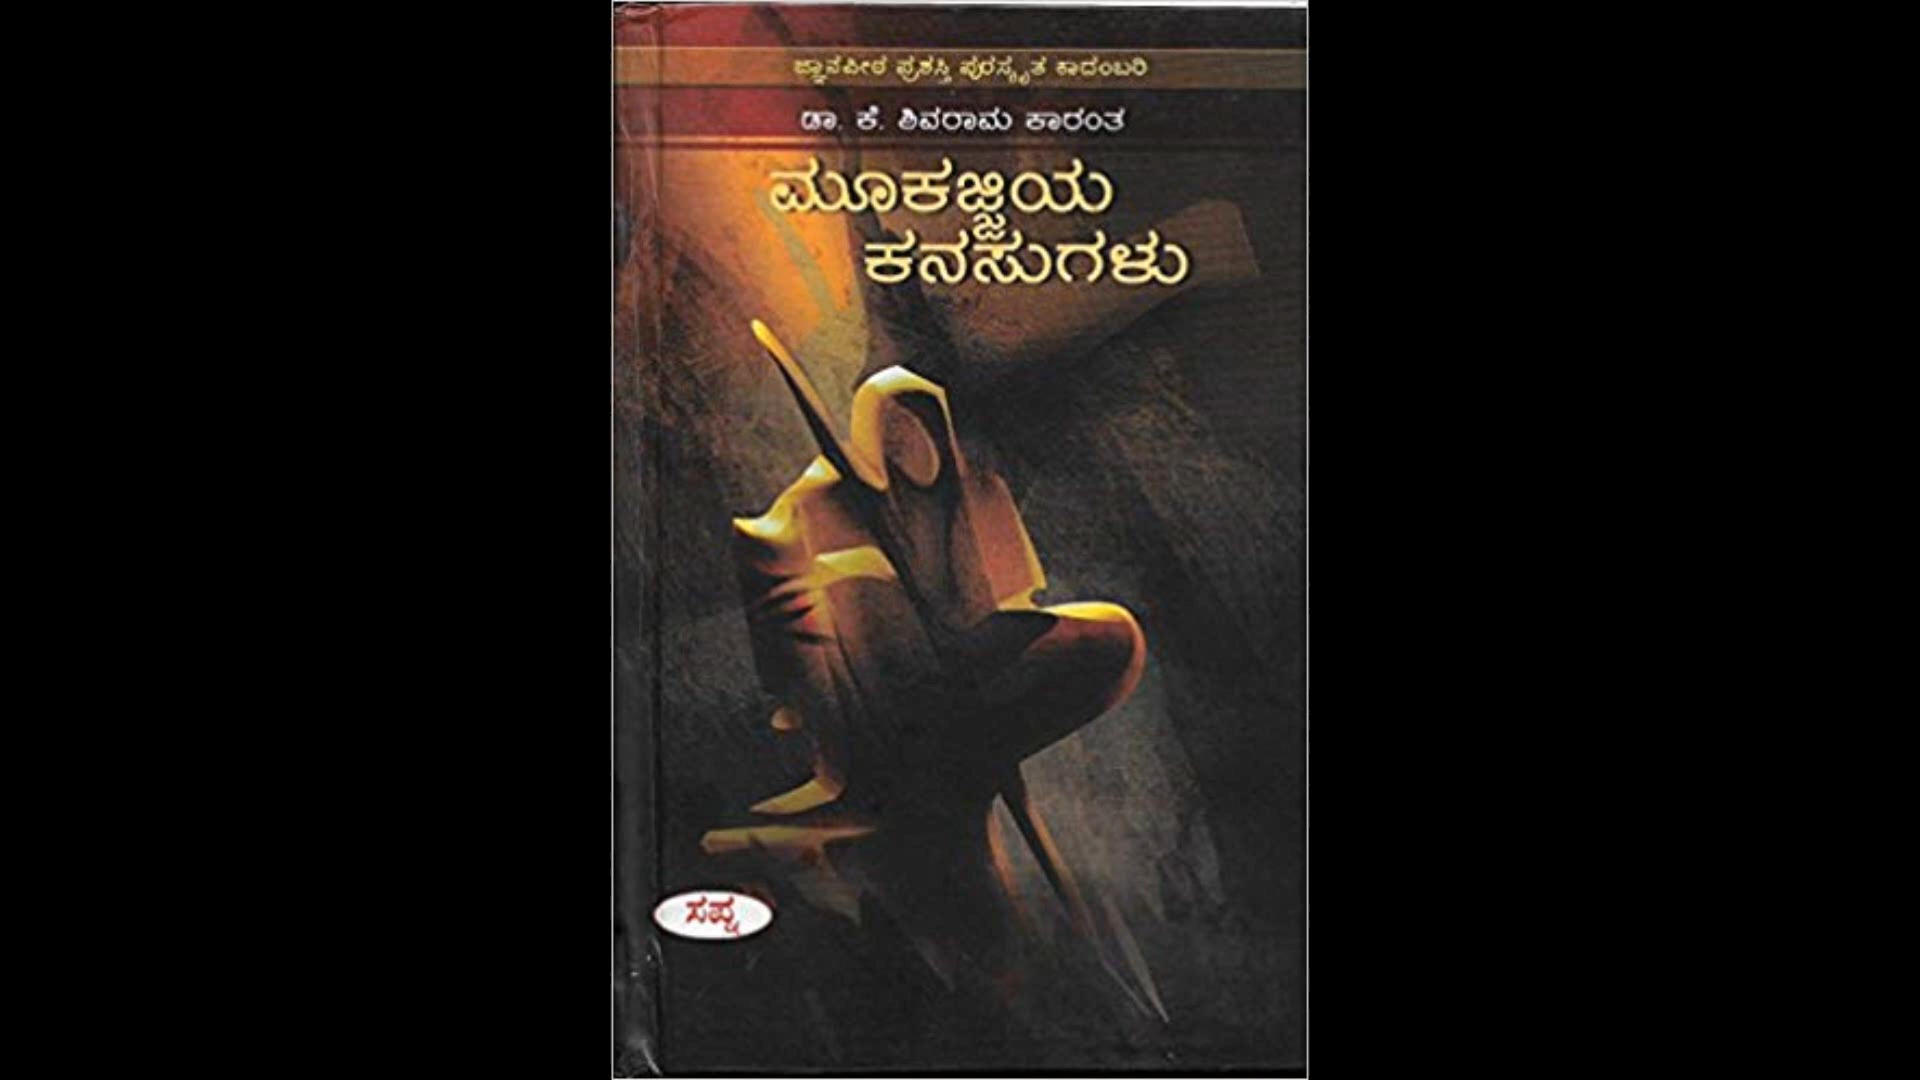 ಜ್ಞಾನಪೀಠ ಪ್ರಶಸ್ತಿ ಪುರಸ್ಕೃತ ಕಾದಂಬರಿ
ಡಾ. ಕೆ. ಶಿವರಾಮ ಕಾರಂತ
ಮೂಕಜ್ಜಿಯ
ಕನಸುಗಳು
ಸಪ್ನ